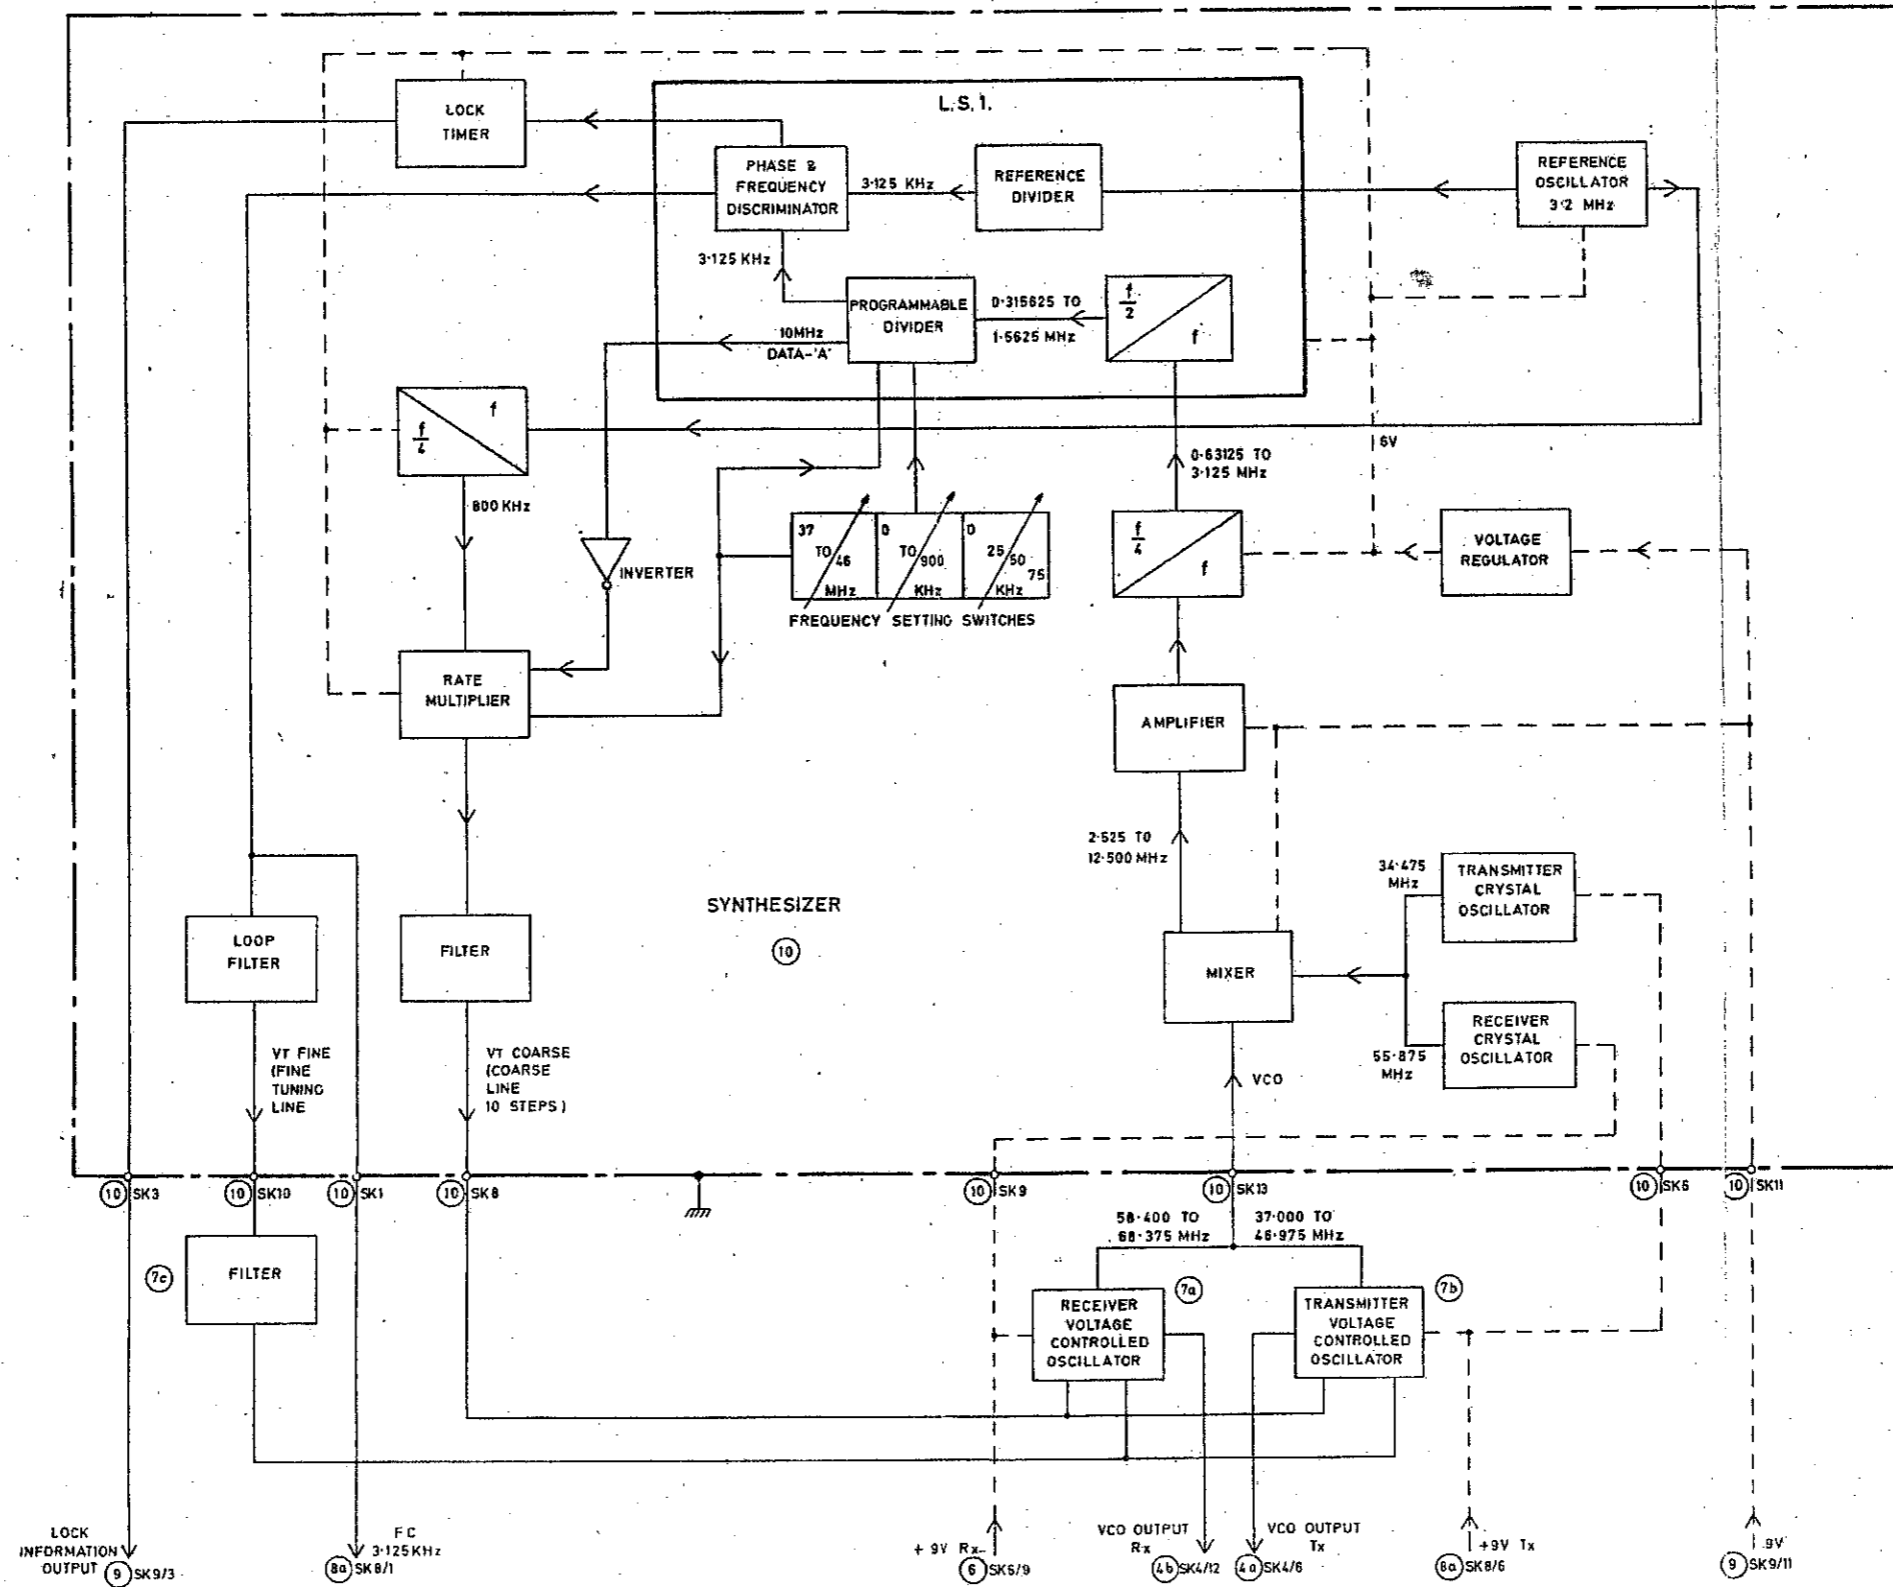 L.S.1.
LOCK
TIMER
PHASE &
FREQUENCY
DISCRIMINATOR
3·125 KHz
REFERENCE
DIVIDER
REFERENCE
OSCILLATOR
3·2 MHz
3·125 KHz
PROGRAMMABLE
DIVIDER
0·315625 TO
1·5625 MHz
f/2
f
10MHz
DATA-'A'
f
f/4
6V
0·63125 TO
3·125 MHz
800 KHz
INVERTER
37
TO
46
MHz
0
TO
900
KHz
0
25
50
75
KHz
FREQUENCY SETTING SWITCHES
f/4
f
VOLTAGE
REGULATOR
RATE
MULTIPLIER
AMPLIFIER
2·525 TO
12·500 MHz
34·475
MHz
TRANSMITTER
CRYSTAL
OSCILLATOR
SYNTHESIZER
10
LOOP
FILTER
FILTER
MIXER
55·875
MHz
RECEIVER
CRYSTAL
OSCILLATOR
VT FINE
(FINE
TUNING
LINE
VT COARSE
(COARSE
LINE
10 STEPS)
VCO
10 SK3
10 SK10
10 SK1
10 SK8
10 SK9
10 SK13
10 SK6
10 SK11
58·400 TO
68·375 MHz
37·000 TO
46·975 MHz
7c
FILTER
7a
RECEIVER
VOLTAGE
CONTROLLED
OSCILLATOR
7b
TRANSMITTER
VOLTAGE
CONTROLLED
OSCILLATOR
LOCK
INFORMATION
OUTPUT
9 SK9/3
FC
3·125KHz
8a SK8/1
+ 9V Rx
6 SK6/9
VCO OUTPUT
Rx
4b SK4/12
VCO OUTPUT
Tx
4a SK4/6
+9V Tx
8a SK8/6
9V
9 SK9/11